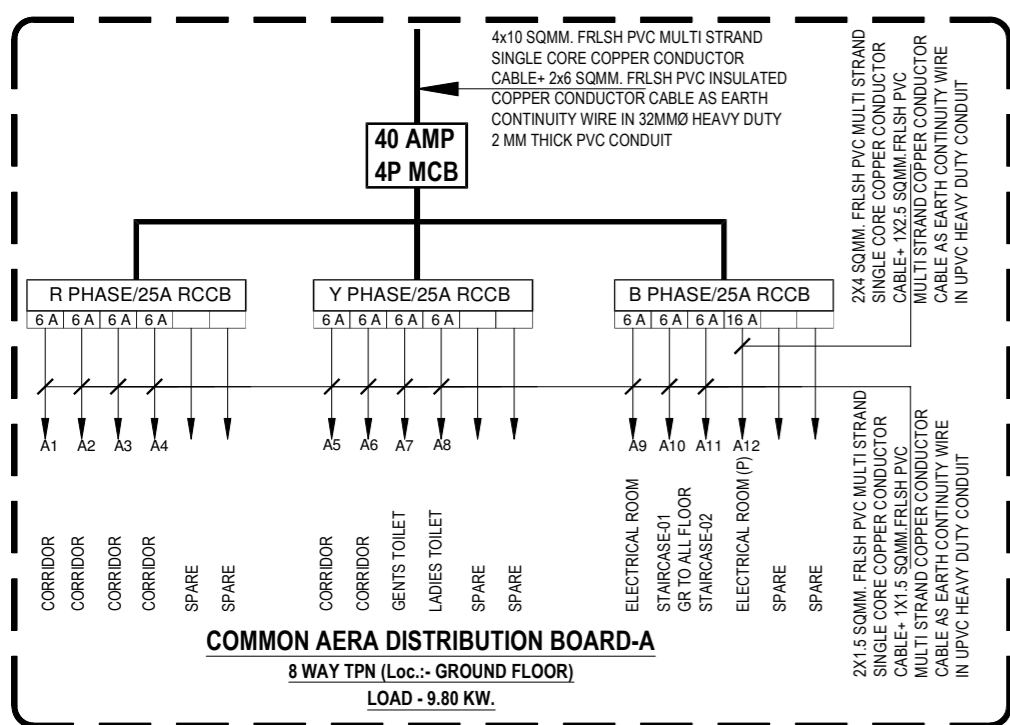 4x10 SQMM. FRLSH PVC MULTI STRAND
SINGLE CORE COPPER CONDUCTOR
CABLE+ 2x6 SQMM. FRLSH PVC INSULATED
COPPER CONDUCTOR CABLE AS EARTH
CONTINUITY WIRE IN 32MMØ HEAVY DUTY
2 MM THICK PVC CONDUIT
40 AMP
4P MCB
2X4 SQMM. FRLSH PVC MULTI STRAND
SINGLE CORE COPPER CONDUCTOR
CABLE+ 1X2.5 SQMM.FRLSH PVC
MULTI STRAND COPPER CONDUCTOR
CABLE AS EARTH CONTINUITY WIRE
IN UPVC HEAVY DUTY CONDUIT
R PHASE/25A RCCB
6 A 6 A 6 A 6 A
Y PHASE/25A RCCB
6 A 6 A 6 A 6 A
B PHASE/25A RCCB
6 A 6 A 6 A 16 A
A1 A2 A3 A4
A5 A6 A7 A8
A9 A10 A11 A12
CORRIDOR
CORRIDOR
CORRIDOR
CORRIDOR
SPARE
SPARE
CORRIDOR
CORRIDOR
GENTS TOILET
LADIES TOILET
SPARE
SPARE
ELECTRICAL ROOM
STAIRCASE-01
GR TO ALL FLOOR
STAIRCASE-02
ELECTRICAL ROOM (P)
SPARE
SPARE
2X1.5 SQMM. FRLSH PVC MULTI STRAND
SINGLE CORE COPPER CONDUCTOR
CABLE+ 1X1.5 SQMM.FRLSH PVC
MULTI STRAND COPPER CONDUCTOR
CABLE AS EARTH CONTINUITY WIRE
IN UPVC HEAVY DUTY CONDUIT
COMMON AERA DISTRIBUTION BOARD-A
8 WAY TPN (Loc.:- GROUND FLOOR)
LOAD - 9.80 KW.